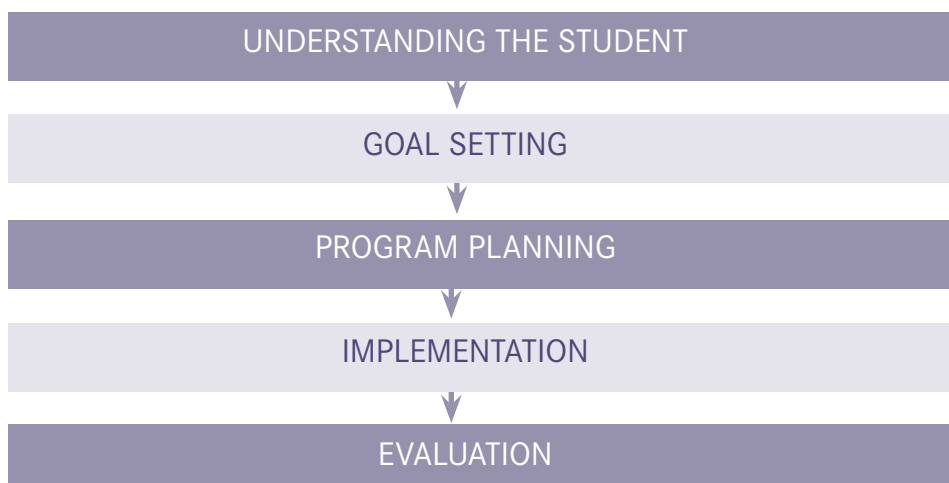 UNDERSTANDING THE STUDENT
GOAL SETTING
PROGRAM PLANNING
IMPLEMENTATION
EVALUATION